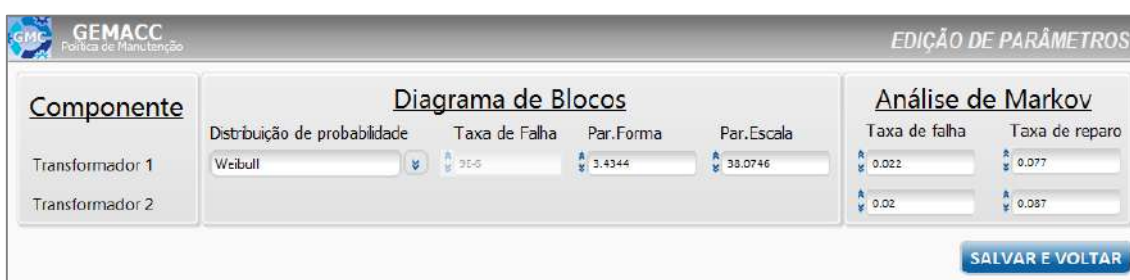 GMC GEMACC
Política de Manutenção
EDIÇÃO DE PARÂMETROS
Componente
Transformador 1
Transformador 2
Diagrama de Blocos
Distribuição de probablidade Taxa de Falha Par.Forma Par.Escala
Weibull 3.4344 38.0746
Análise de Markov
Taxa de falha Taxa de reparo
0.022 0.077
0.02 0.087
SALVAR E VOLTAR